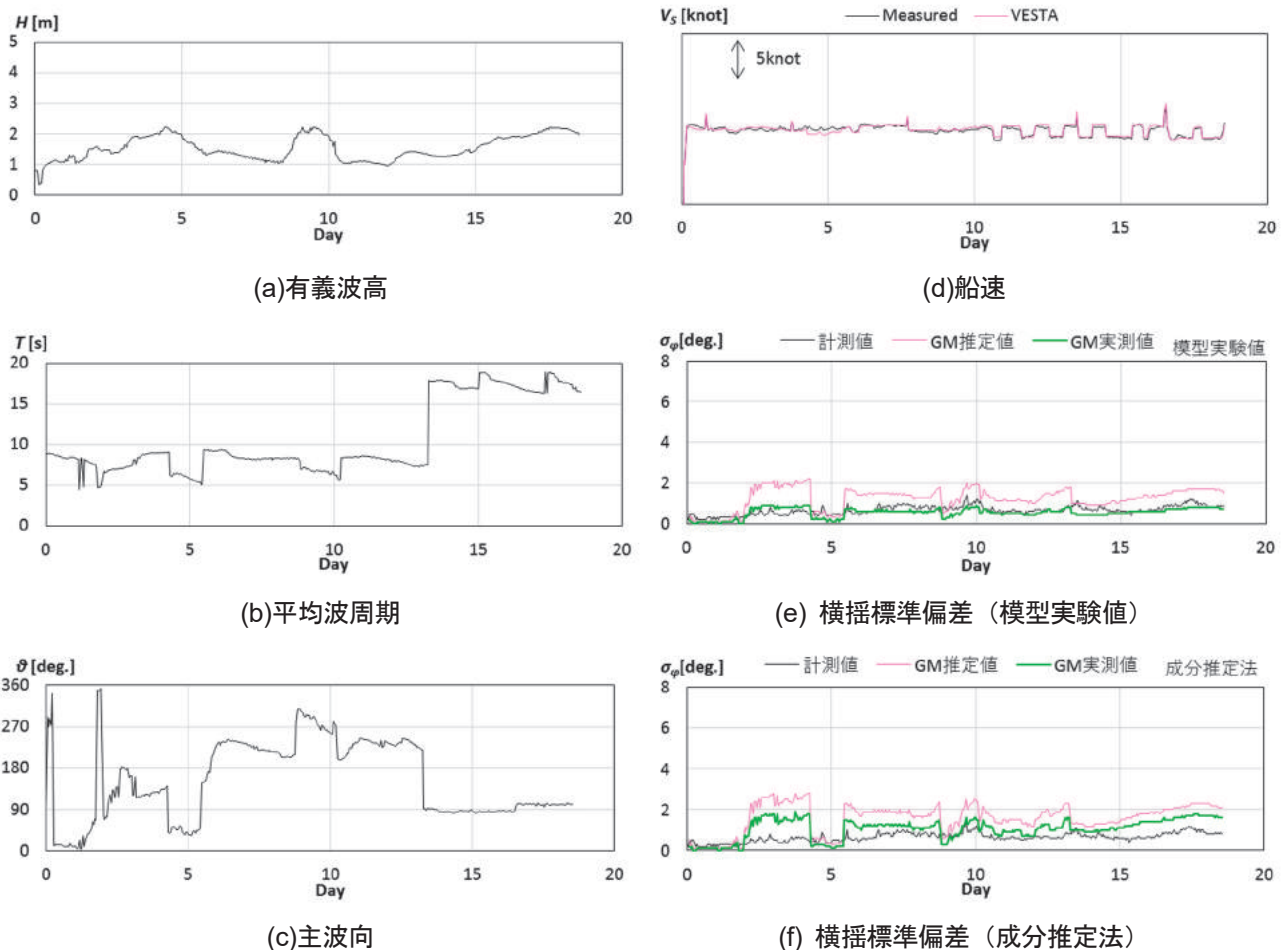 H [m]
5
4
3
2
1
0
0 5 10 15 20
Day
(a)有義波高
T [s]
20
15
10
5
0
0 5 10 15 20
Day
(b)平均波周期
ϑ [deg.]
360
270
180
90
0
0 5 10 15 20
Day
(c)主波向
V_S [knot] Measured VESTA
5knot
0 5 10 15 20
Day
(d)船速
σ_φ[deg.] 計測値 GM推定値 GM実測値 模型実験値
8
6
4
2
0
0 5 10 15 20
Day
(e) 横揺標準偏差（模型実験値）
σ_φ[deg.] 計測値 GM推定値 GM実測値 成分推定法
8
6
4
2
0
0 5 10 15 20
Day
(f) 横揺標準偏差（成分推定法）